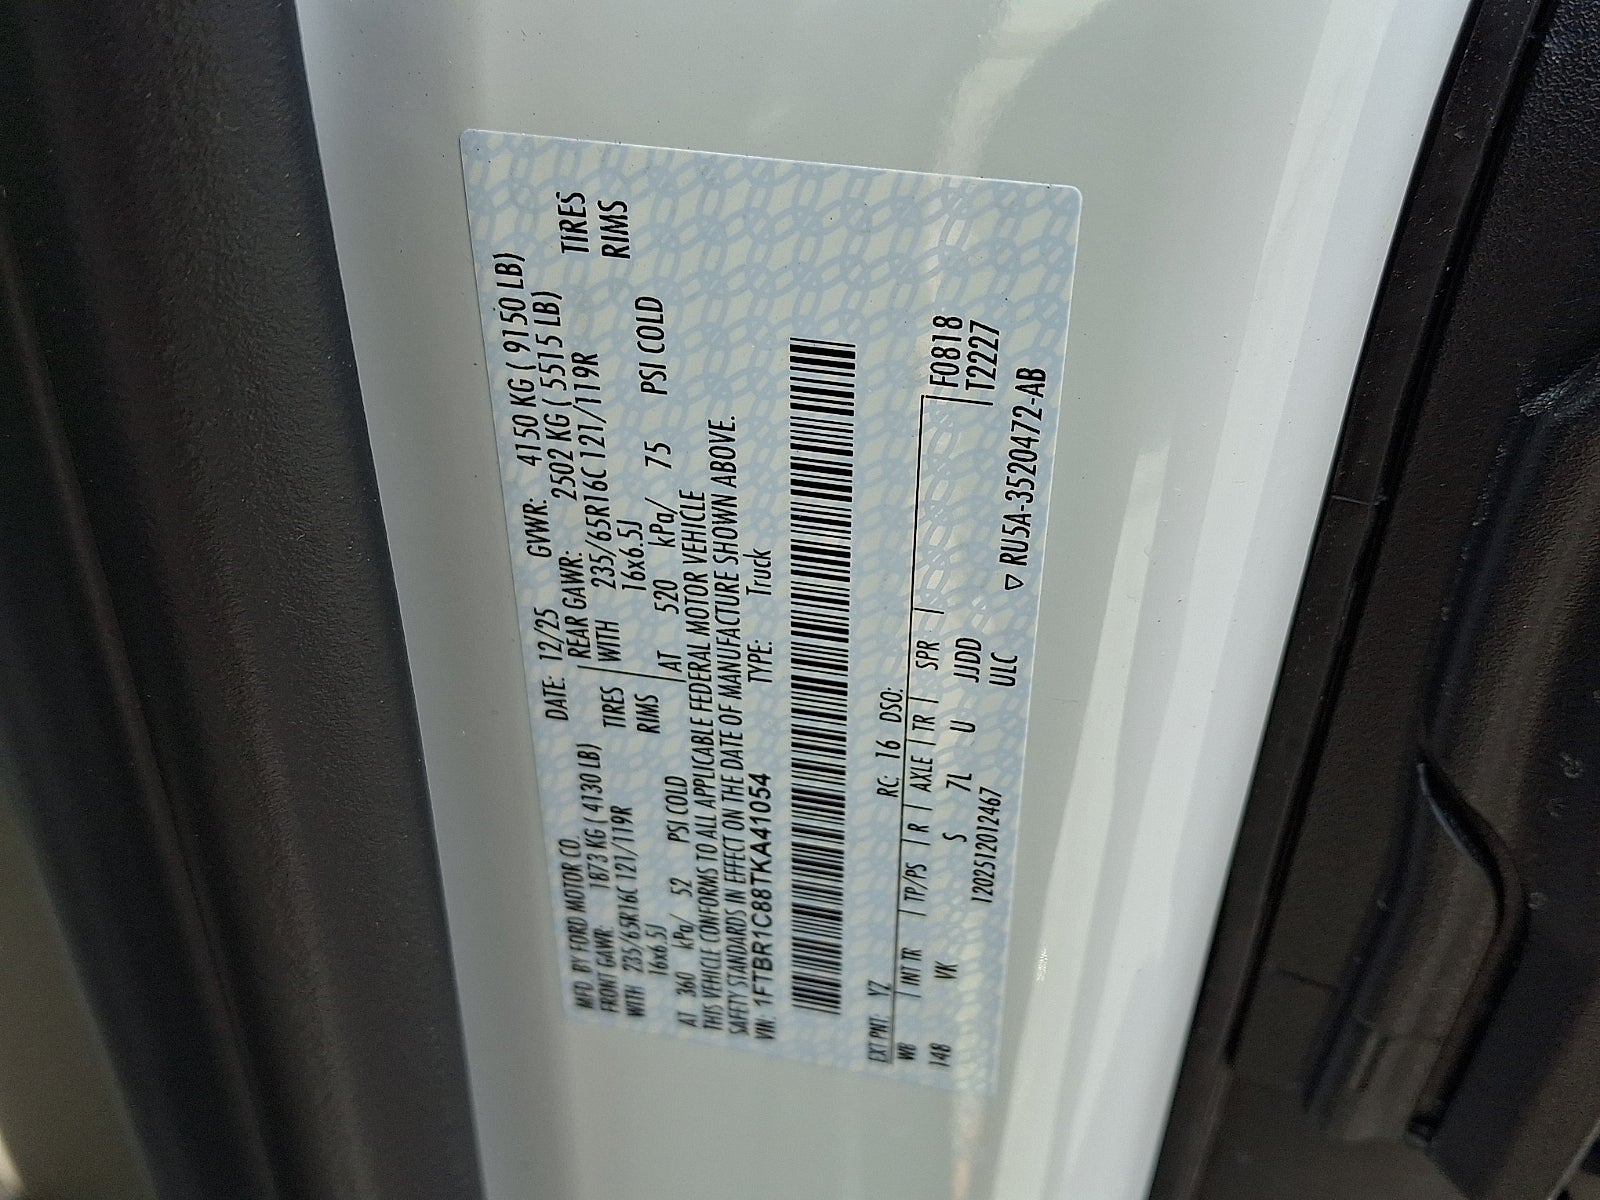 MFD. BY FORD MOTOR CO. DATE: 12/25 GVWR: 4150 KG ( 9150 LB)
FRONT GAWR: 1873 KG ( 4130 LB) REAR GAWR: 2502 KG ( 5515 LB)
WITH 235/65R16C 121/119R TIRES WITH 235/65R16C 121/119R TIRES
16x6.5J RIMS 16x6.5J RIMS
AT 360 kPa/ 52 PSI COLD AT 520 kPa/ 75 PSI COLD
THIS VEHICLE CONFORMS TO ALL APPLICABLE FEDERAL MOTOR VEHICLE
SAFETY STANDARDS IN EFFECT ON THE DATE OF MANUFACTURE SHOWN ABOVE.
VIN: 1FTBR1C88TKA41054 TYPE: Truck
EXT PNT: YZ RC: 16 DSO:
WB | INT TR | TP/PS | R | AXLE | TR | SPR | F0818
148 VK S 7L U JJDD T2227
120251201246​7 ULC
▽ RU5A-3520472-AB